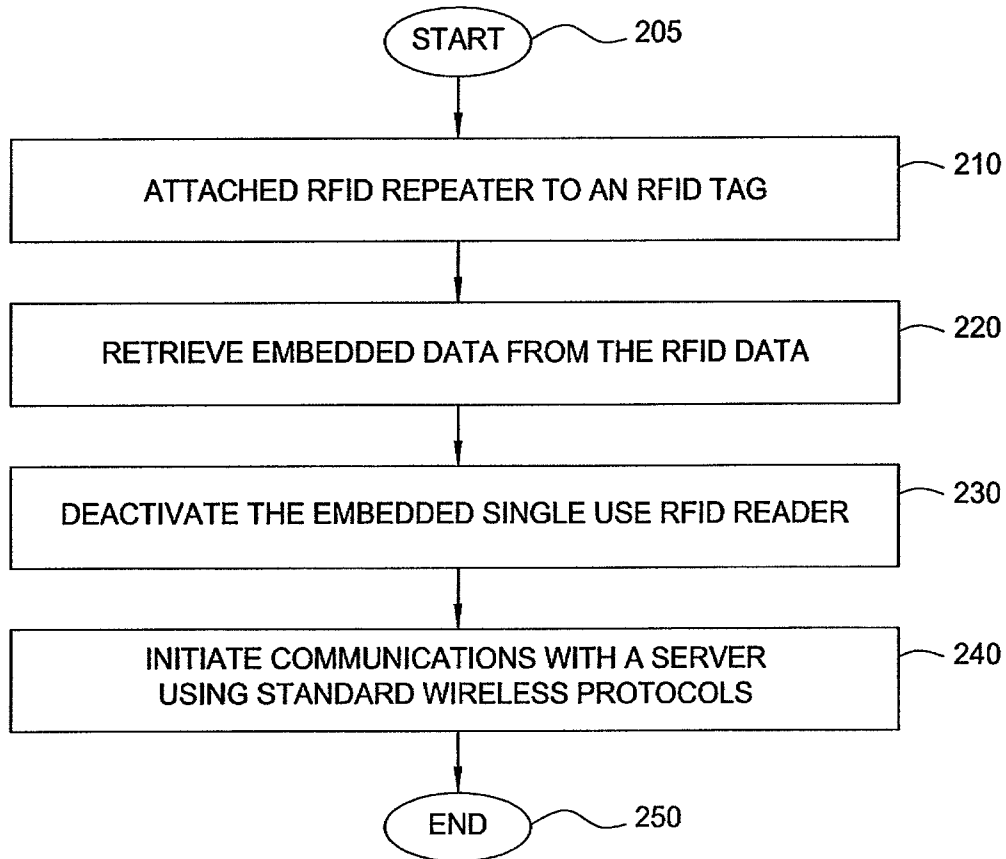 START
205
ATTACHED RFID REPEATER TO AN RFID TAG
210
RETRIEVE EMBEDDED DATA FROM THE RFID DATA
220
DEACTIVATE THE EMBEDDED SINGLE USE RFID READER
230
INITIATE COMMUNICATIONS WITH A SERVER
USING STANDARD WIRELESS PROTOCOLS
240
END
250